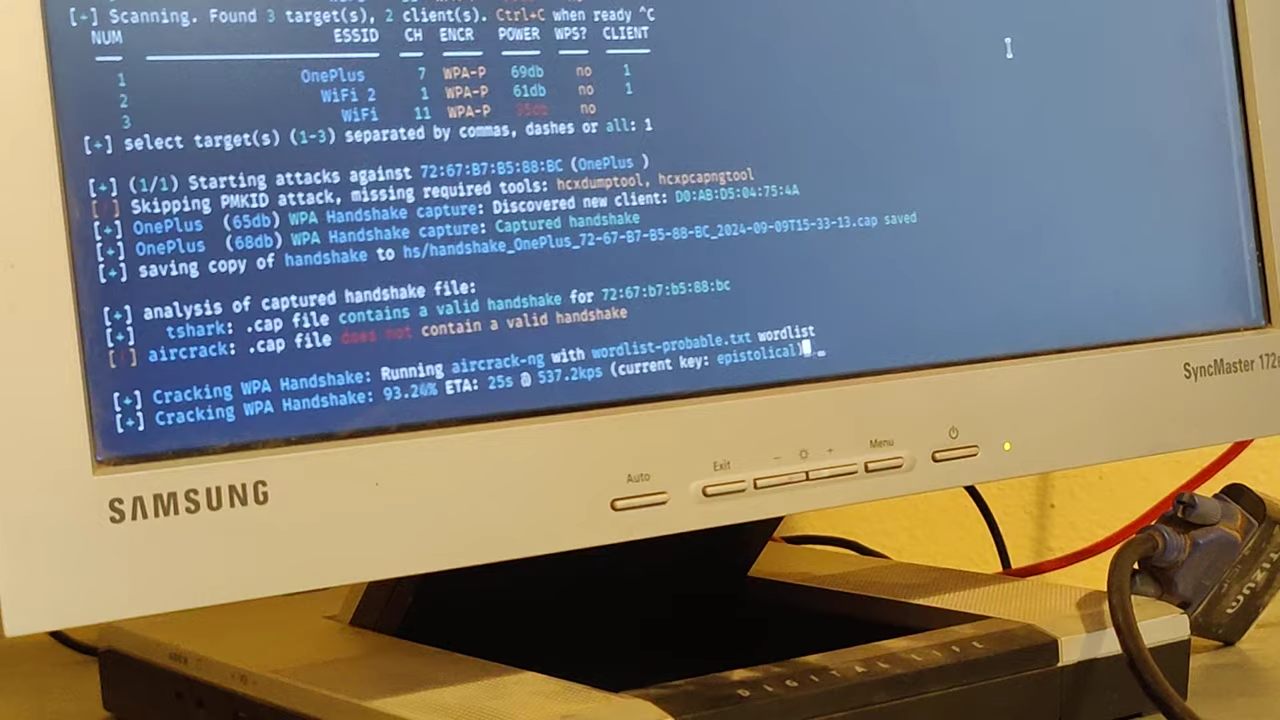 [+] Scanning. Found 3 target(s), 2 client(s). Ctrl+C when ready ^C
NUM ESSID CH ENCR POWER WPS? CLIENT
1 OnePlus 7 WPA-P 69db no 1
2 WiFi 2 1 WPA-P 61db no 1
3 WiFi 11 WPA-P no
[+] select target(s) (1-3) separated by commas, dashes or all: 1
[+] (1/1) Starting attacks against 72:67:B7:B5:88:BC (OnePlus )
[!] Skipping PMKID attack, missing required tools: hcxdumptool, hcxpcapngtool
[+] OnePlus (65db) WPA Handshake capture: Discovered new client: D0:AB:D5:04:75:4A
[+] OnePlus (68db) WPA Handshake capture: Captured handshake
[+] saving copy of handshake to hs/handshake_OnePlus_72-67-B7-B5-88-BC_2024-09-09T15-33-13.cap saved
[+] analysis of captured handshake file:
[+] tshark: .cap file contains a valid handshake for 72:67:b7:b5:88:bc
[!] aircrack: .cap file does not contain a valid handshake
[+] Cracking WPA Handshake: Running aircrack-ng with wordlist-probable.txt wordlist
[+] Cracking WPA Handshake: ETA: 25s @ 537.2kps (current key: epistolical)
SyncMaster
SAMSUNG
Auto
Exit
− +
Menu
DIGITAL LIFE